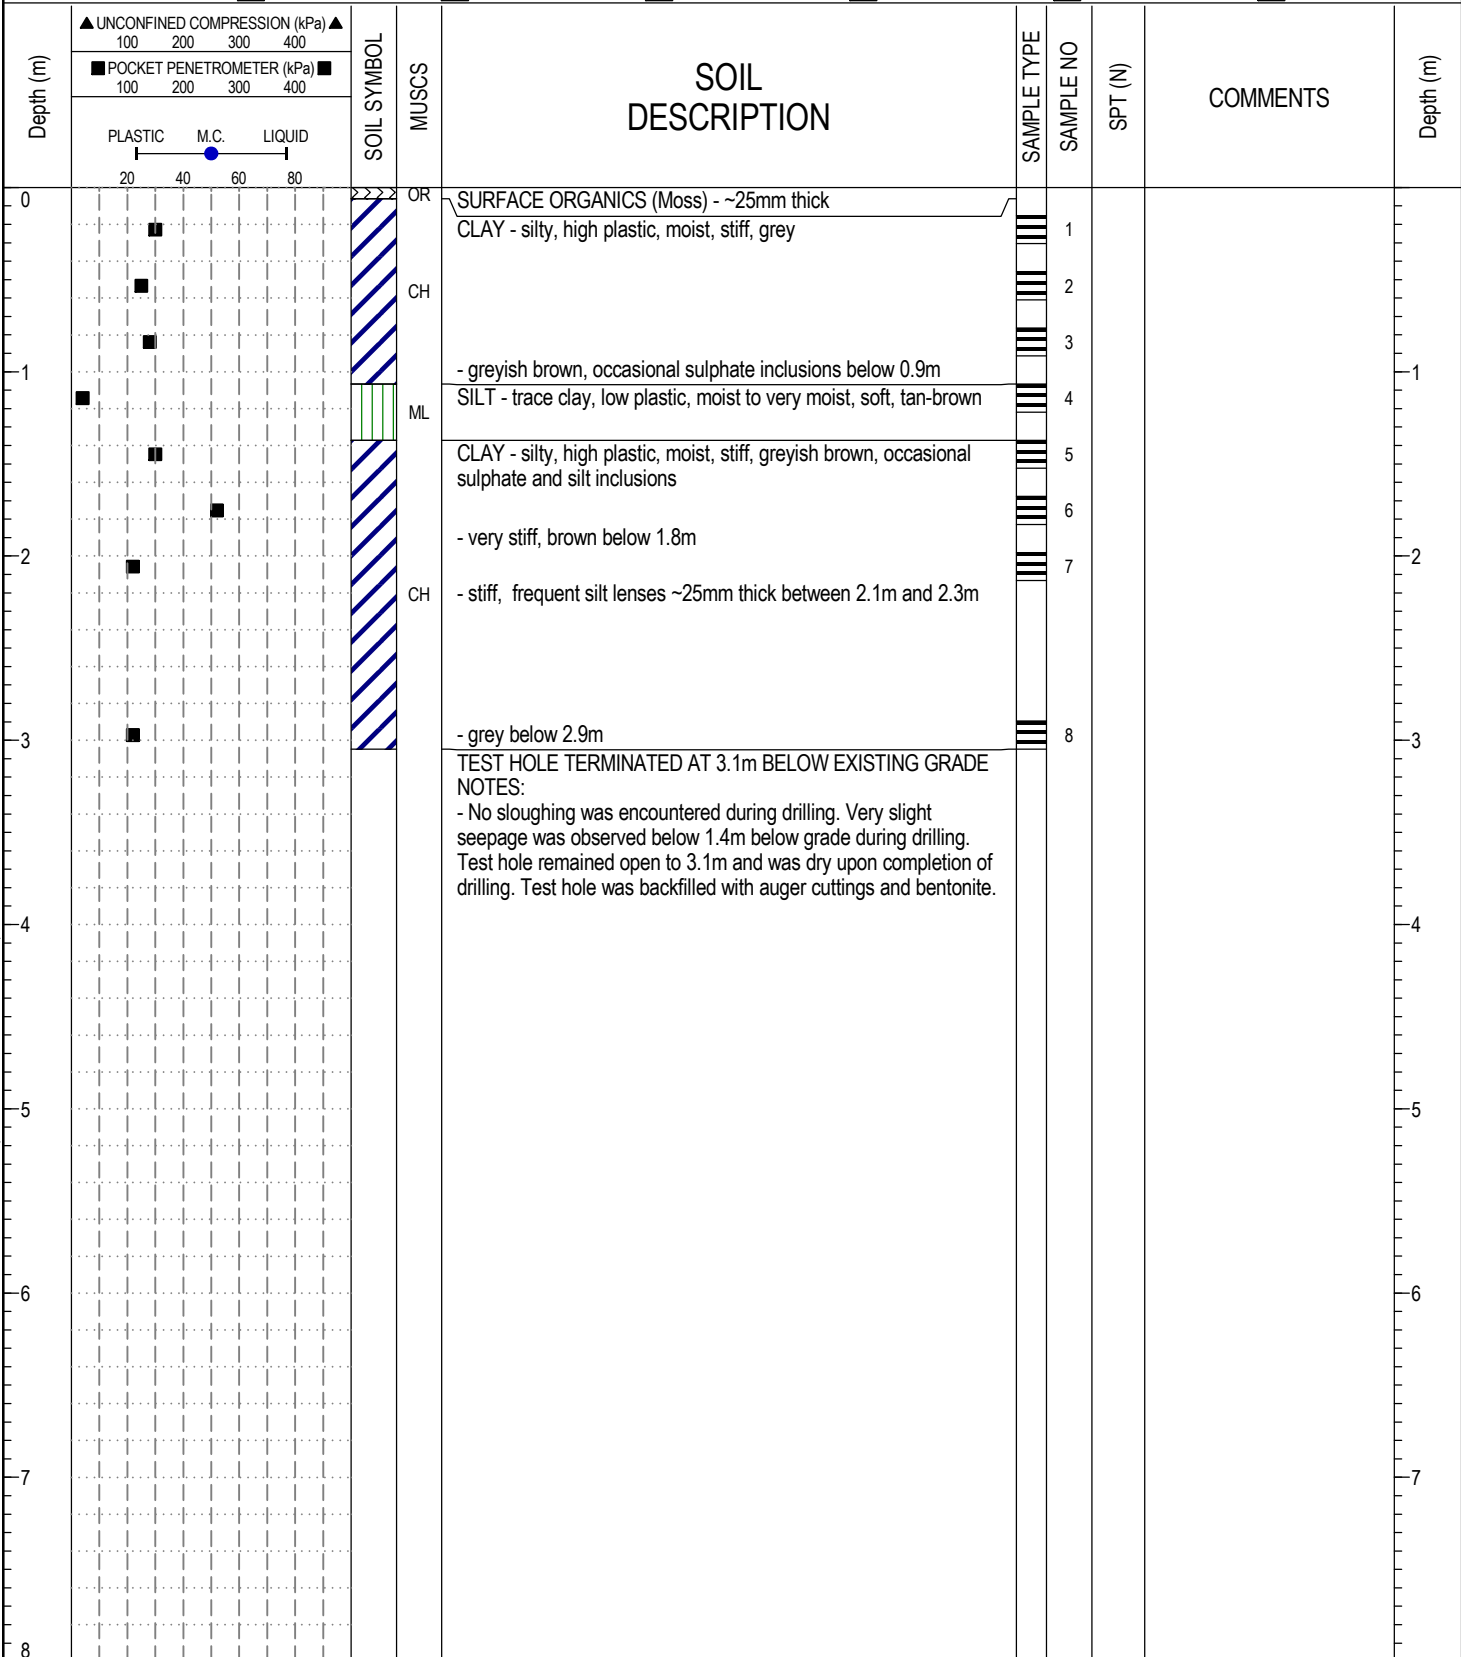 ▲ UNCONFINED COMPRESSION (kPa) ▲
100 200 300 400
■ POCKET PENETROMETER (kPa) ■
100 200 300 400
PLASTIC M.C. LIQUID
20 40 60 80
Depth (m)
SOIL SYMBOL
MUSCS
SOIL
DESCRIPTION
SAMPLE TYPE
SAMPLE NO
SPT (N)
COMMENTS
Depth (m)
0
OR
SURFACE ORGANICS (Moss) - ~25mm thick
CLAY - silty, high plastic, moist, stiff, grey
1
CH
2
3
- greyish brown, occasional sulphate inclusions below 0.9m
1
1
SILT - trace clay, low plastic, moist to very moist, soft, tan-brown
4
ML
CLAY - silty, high plastic, moist, stiff, greyish brown, occasional
sulphate and silt inclusions
5
6
- very stiff, brown below 1.8m
2
2
7
CH
- stiff,  frequent silt lenses ~25mm thick between 2.1m and 2.3m
- grey below 2.9m
8
3
3
TEST HOLE TERMINATED AT 3.1m BELOW EXISTING GRADE
NOTES:
- No sloughing was encountered during drilling. Very slight
seepage was observed below 1.4m below grade during drilling.
Test hole remained open to 3.1m and was dry upon completion of
drilling. Test hole was backfilled with auger cuttings and bentonite.
4
4
5
5
6
6
7
7
8